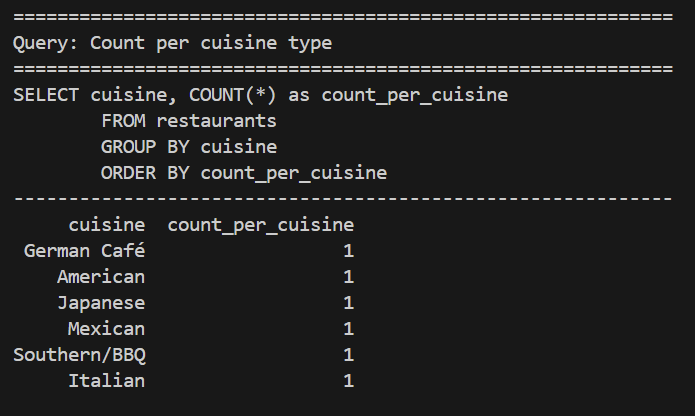 ============================================================
Query: Count per cuisine type
============================================================
SELECT cuisine, COUNT(*) as count_per_cuisine
        FROM restaurants
        GROUP BY cuisine
        ORDER BY count_per_cuisine
------------------------------------------------------------
     cuisine  count_per_cuisine
 German Café                  1
    American                  1
    Japanese                  1
     Mexican                  1
Southern/BBQ                  1
     Italian                  1